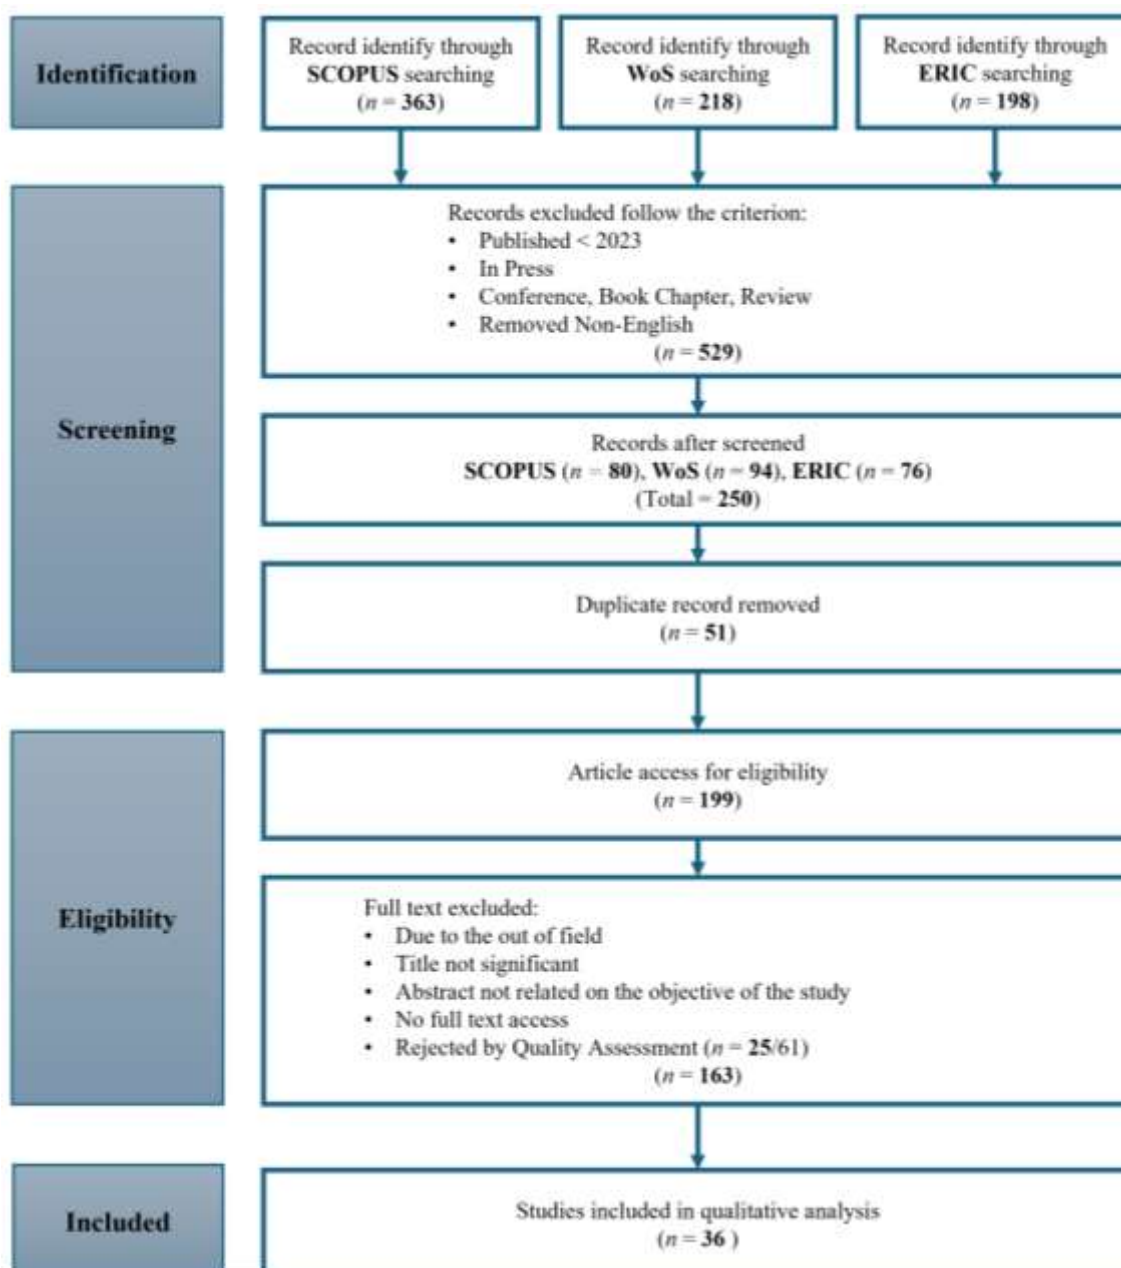 Identification
Record identify through
SCOPUS searching
(n = 363)
Record identify through
WoS searching
(n = 218)
Record identify through
ERIC searching
(n = 198)
Screening
Records excluded follow the criterion:
• Published < 2023
• In Press
• Conference, Book Chapter, Review
• Removed Non-English
(n = 529)
Records after screened
SCOPUS (n = 80), WoS (n = 94), ERIC (n = 76)
(Total = 250)
Duplicate record removed
(n = 51)
Eligibility
Article access for eligibility
(n = 199)
Full text excluded:
• Due to the out of field
• Title not significant
• Abstract not related on the objective of the study
• No full text access
• Rejected by Quality Assessment (n = 25/61)
(n = 163)
Included
Studies included in qualitative analysis
(n = 36 )